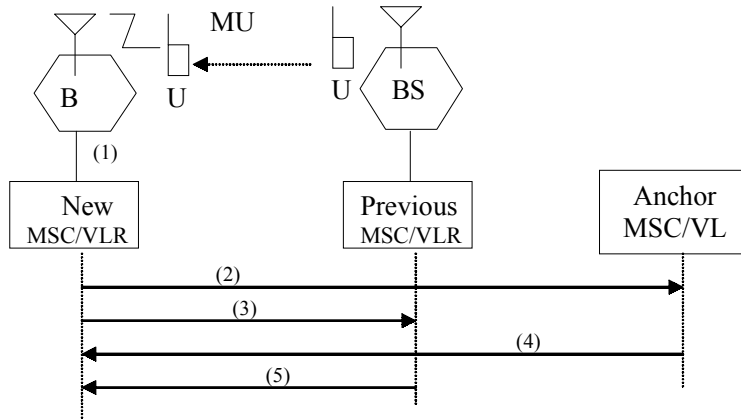 MU
B
U
U
BS
(1)
New
MSC/VLR
Previous
MSC/VLR
Anchor
MSC/VL
(2)
(3)
(4)
(5)